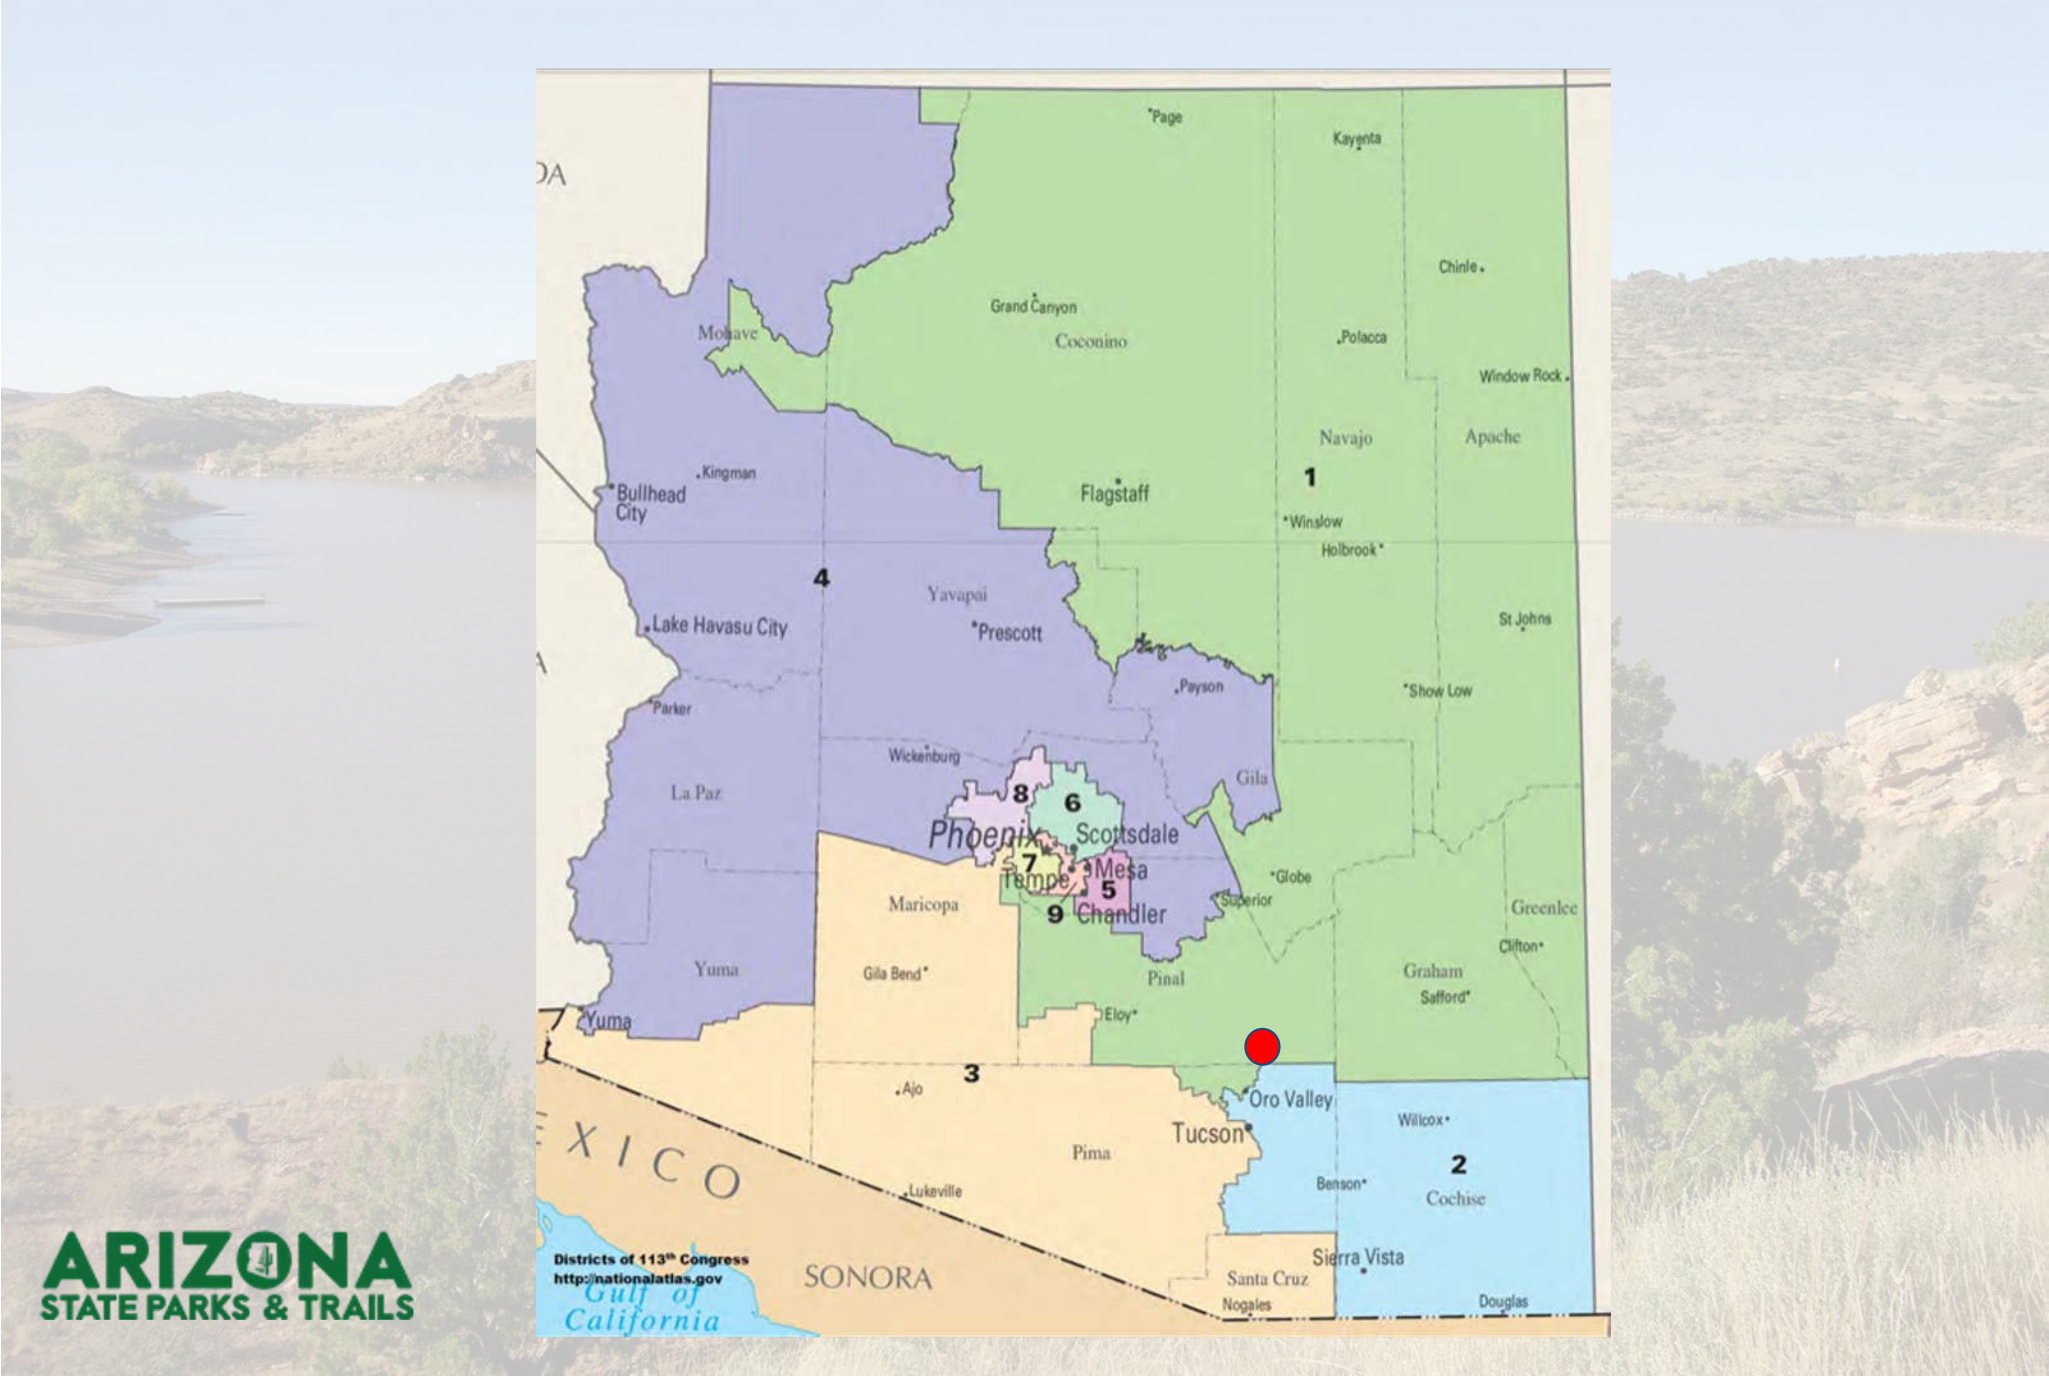 Page
Kayenta
DA
Chinle
Grand Canyon
Mohave
Coconino
Polacca
Window Rock
Navajo
Apache
Kingman
1
Bullhead
City
Flagstaff
Winslow
Holbrook
4
Yavapai
Lake Havasu City
Prescott
St Johns
A
Payson
Show Low
Parker
Wickenburg
La Paz
8
6
Gila
Phoenix
Scottsdale
7
Mesa
Tempe
5
Globe
Maricopa
9
Chandler
Superior
Greenlee
Clifton
Yuma
Gila Bend
Pinal
Graham
Safford
Yuma
Eloy
3
Ajo
Oro Valley
Willcox
Tucson
EXICO
Pima
2
Benson
Cochise
Lukeville
ARIZONA
STATE PARKS & TRAILS
Districts of 113th Congress
http://nationalatlas.gov
Gulf of
California
SONORA
Sierra Vista
Santa Cruz
Nogales
Douglas